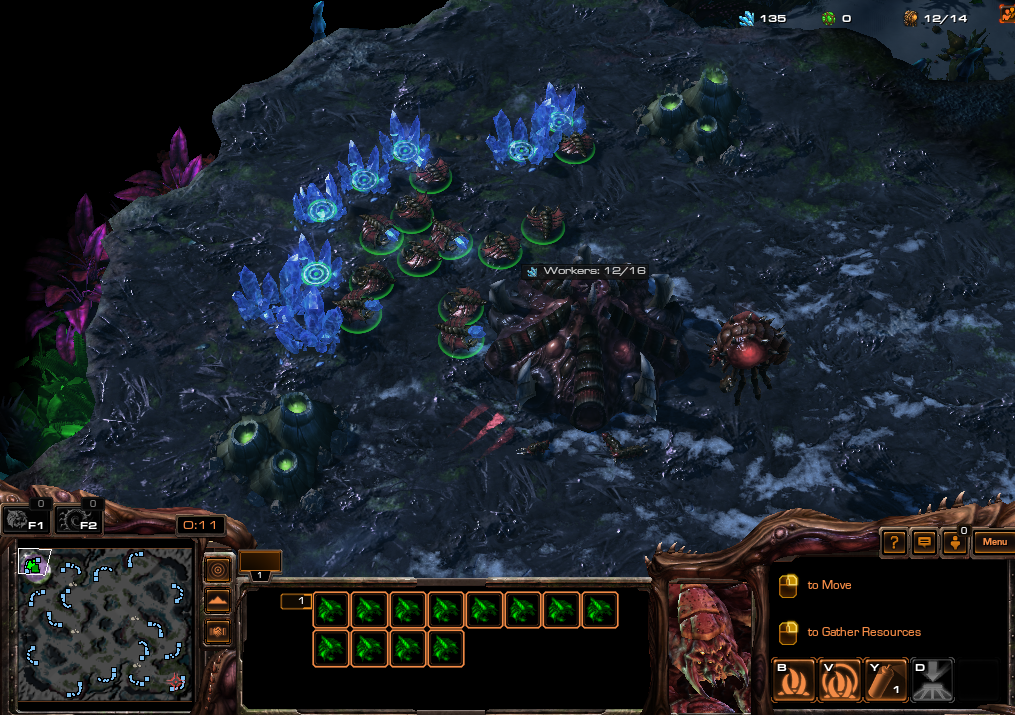 135
0
12/14
Workers: 12/16
0
0
F1
F2
0:11
1
1
?
0
Menu
to Move
to Gather Resources
B
V
Y
D
1